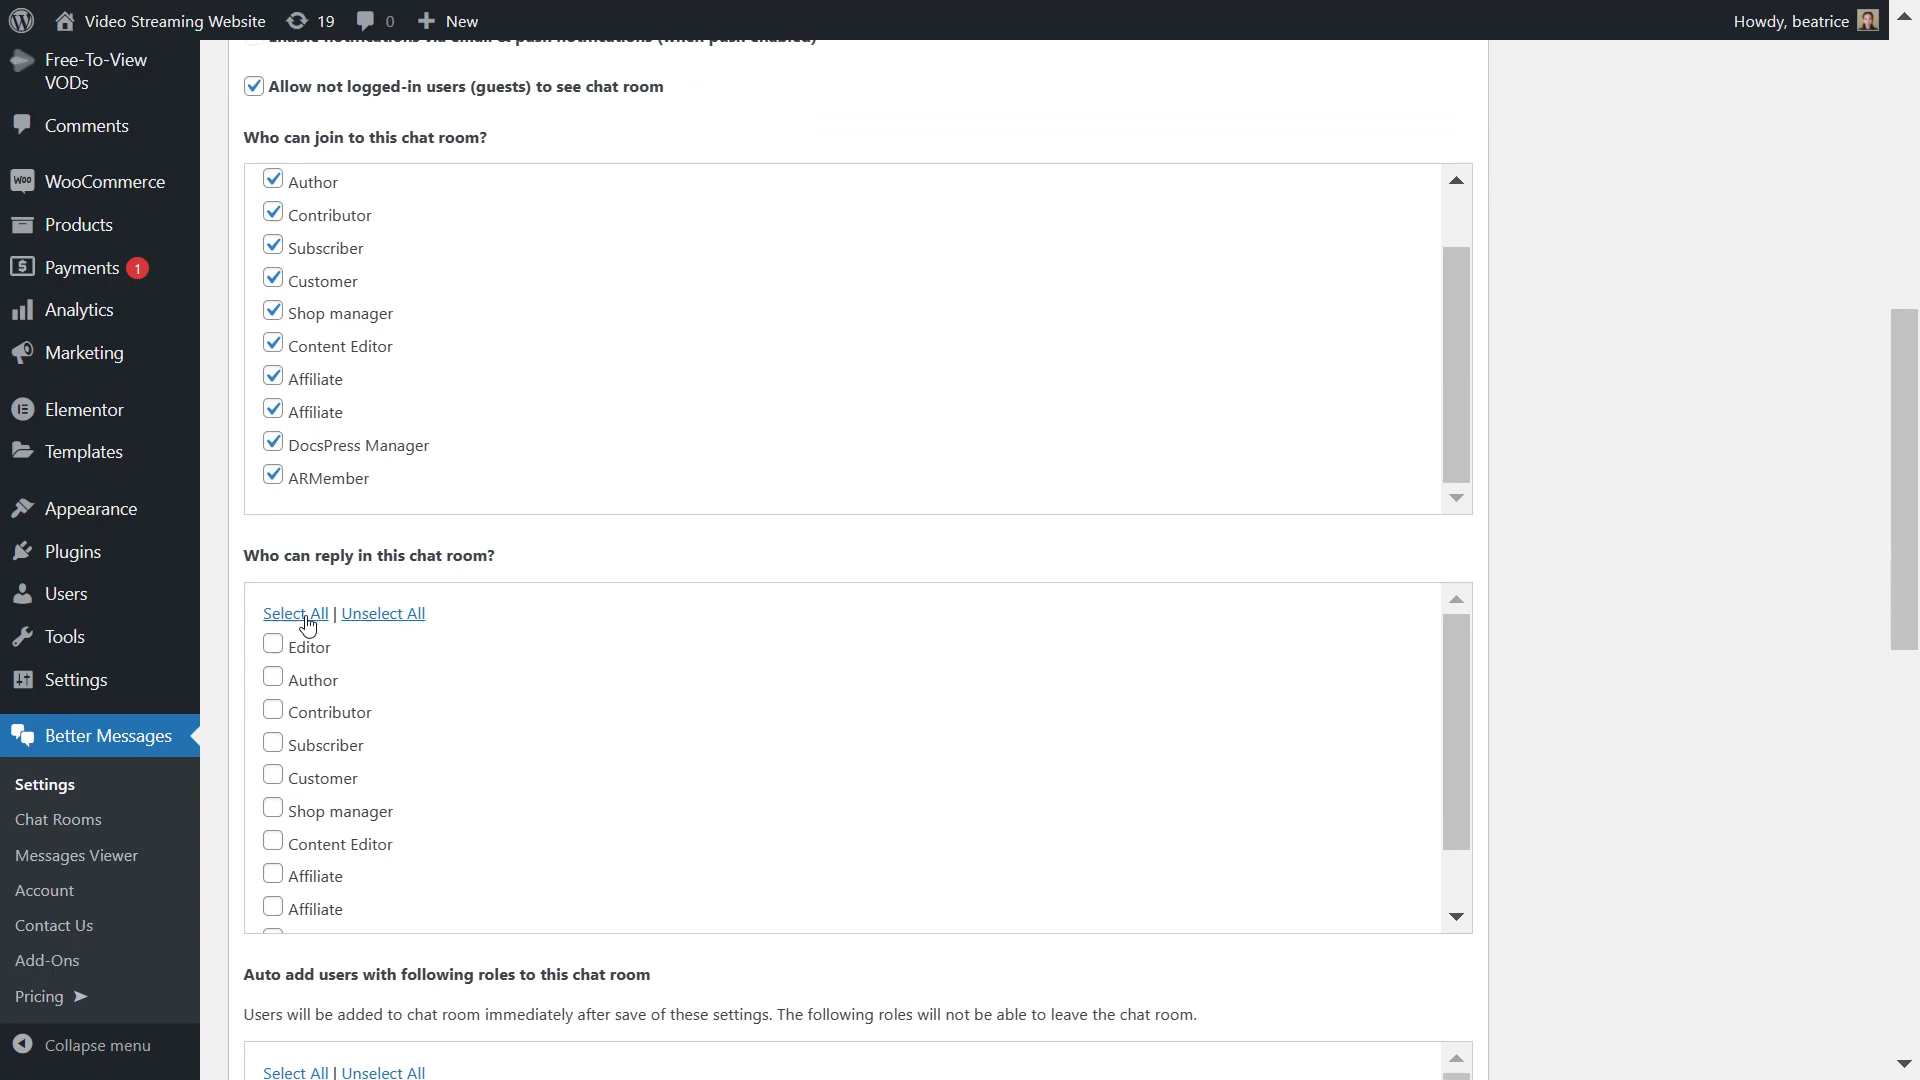 Video Streaming Website
19
0
New
Howdy, beatrice
Free-To-View
VODs
Comments
WooCommerce
Products
Payments 1
Analytics
Marketing
Elementor
Templates
Appearance
Plugins
Users
Tools
Settings
Better Messages
Settings
Chat Rooms
Messages Viewer
Account
Contact Us
Add-Ons
Pricing ➤
Collapse menu
Enable notifications via email & push notifications (when push enabled)
Allow not logged-in users (guests) to see chat room
Who can join to this chat room?
Author
Contributor
Subscriber
Customer
Shop manager
Content Editor
Affiliate
Affiliate
DocsPress Manager
ARMember
Who can reply in this chat room?
Select All | Unselect All
Editor
Author
Contributor
Subscriber
Customer
Shop manager
Content Editor
Affiliate
Affiliate
Auto add users with following roles to this chat room
Users will be added to chat room immediately after save of these settings. The following roles will not be able to leave the chat room.
Select All | Unselect All